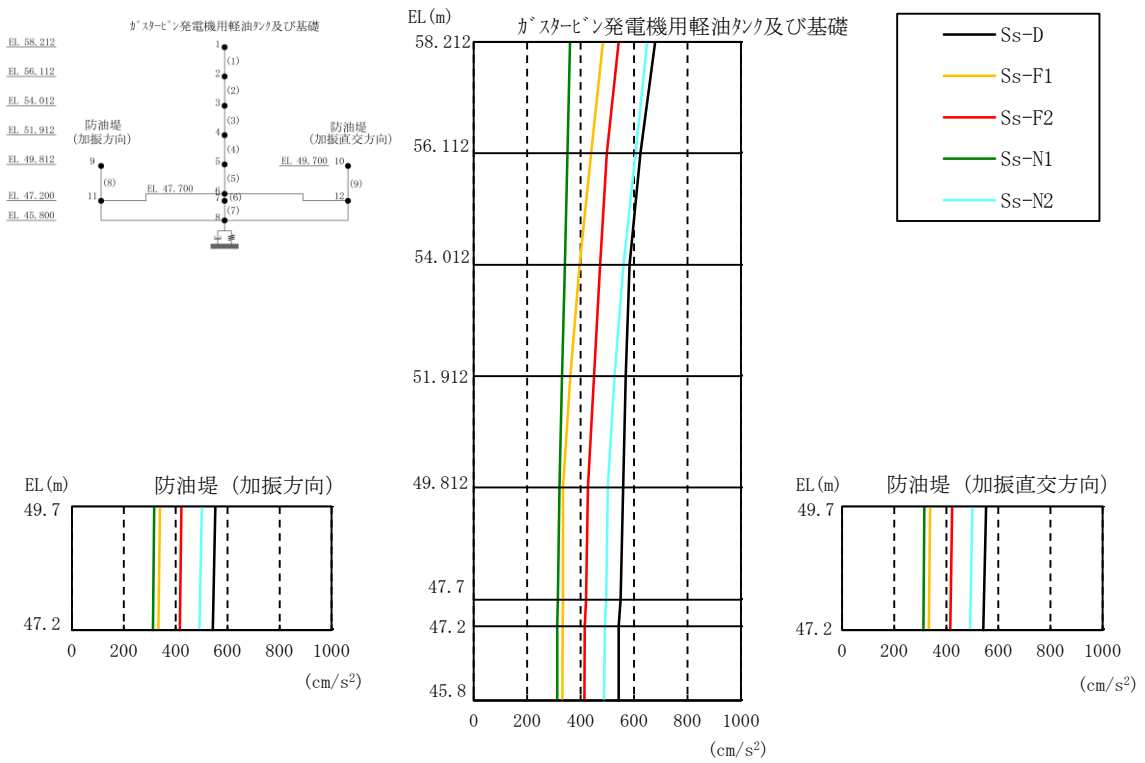 ｶﾞｽﾀｰﾋﾞﾝ発電機用軽油ﾀﾝｸ及び基礎
EL 58.212
EL 56.112
EL 54.012
EL 51.912
EL 49.812
EL 47.200
EL 45.800
防油堤
(加振方向)
防油堤
(加振直交方向)
EL 49.700
EL 47.700
1
(1)
2
(2)
3
(3)
4
(4)
5
(5)
6
(6)
7
(7)
8
9
(8)
11
10
(9)
12
EL(m)
ｶﾞｽﾀｰﾋﾞﾝ発電機用軽油ﾀﾝｸ及び基礎
58.212
56.112
54.012
51.912
49.812
47.7
47.2
45.8
0 200 400 600 800 1000
(cm/s²)
Ss-D
Ss-F1
Ss-F2
Ss-N1
Ss-N2
EL(m)
防油堤 (加振方向)
49.7
47.2
0 200 400 600 800 1000
(cm/s²)
EL(m)
防油堤 (加振直交方向)
49.7
47.2
0 200 400 600 800 1000
(cm/s²)